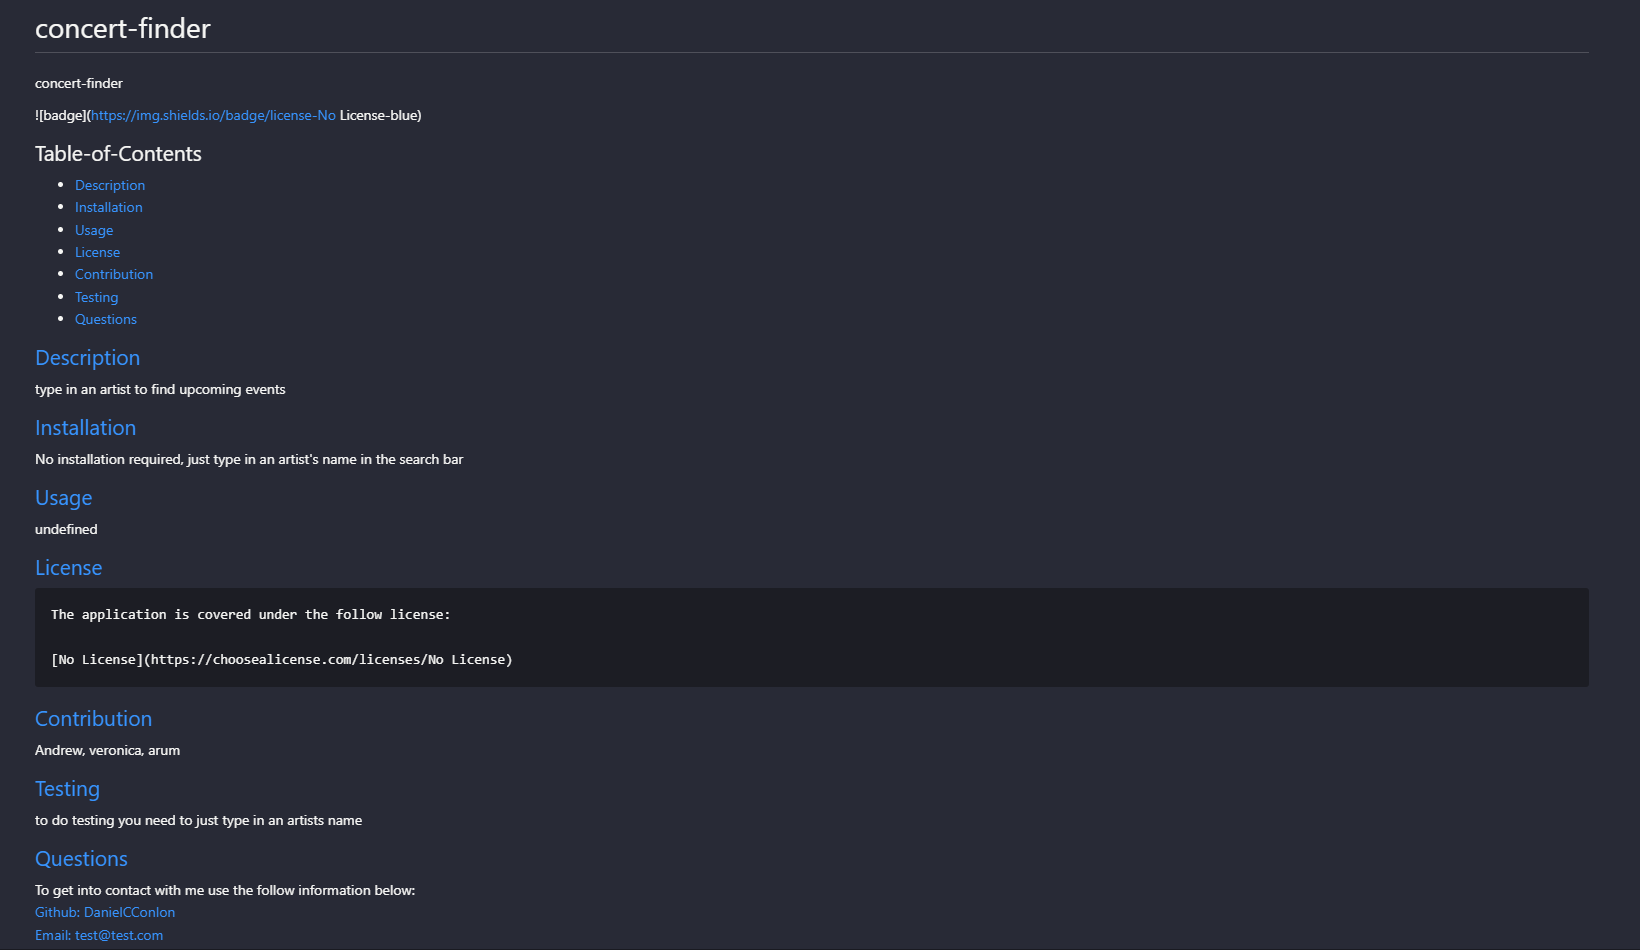 concert-finder
concert-finder
![badge](https://img.shields.io/badge/license-No License-blue)
Table-of-Contents
Description
Installation
Usage
License
Contribution
Testing
Questions
Description
type in an artist to find upcoming events
Installation
No installation required, just type in an artist's name in the search bar
Usage
undefined
License
The application is covered under the follow license:
[No License](https://choosealicense.com/licenses/No License)
Contribution
Andrew, veronica, arum
Testing
to do testing you need to just type in an artists name
Questions
To get into contact with me use the follow information below:
Github: DanielCConlon
Email: test@test.com